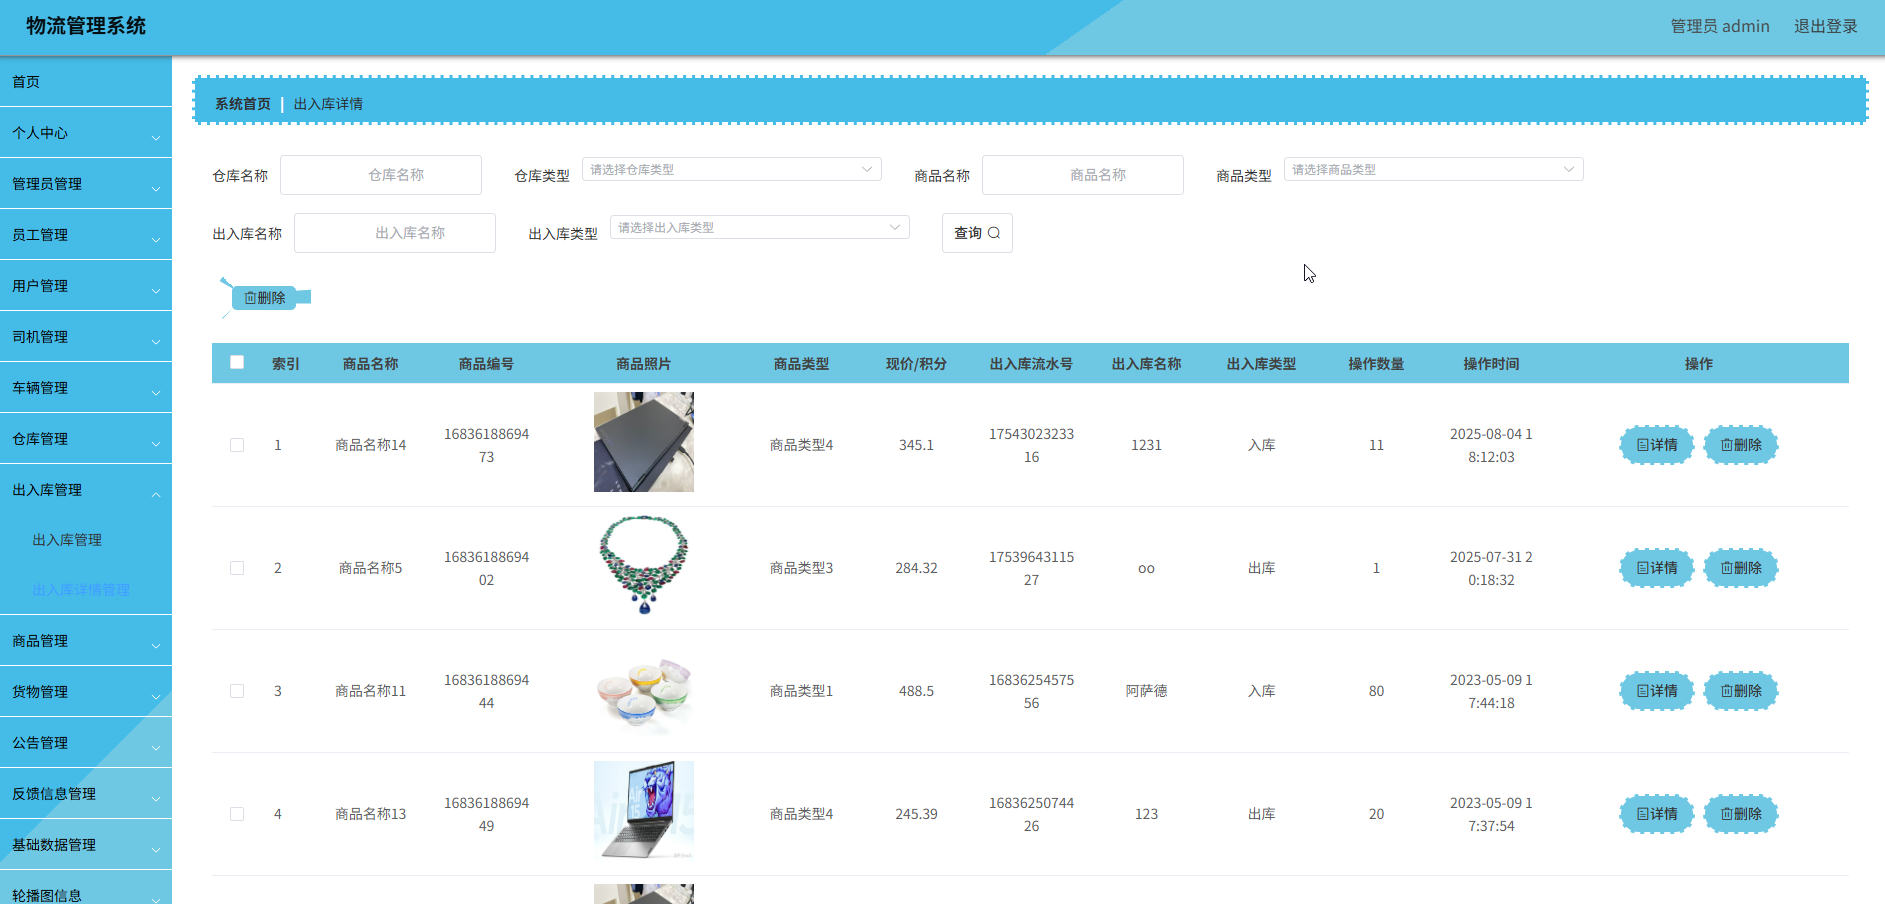 物流管理系统
管理员 admin 退出登录
首页
个人中心
管理员管理
员工管理
用户管理
司机管理
车辆管理
仓库管理
出入库管理
出入库管理
出入库详情管理
商品管理
货物管理
公告管理
反馈信息管理
基础数据管理
轮播图信息
系统首页 出入库详情
仓库名称 仓库名称 仓库类型 请选择仓库类型 商品名称 商品名称 商品类型 请选择商品类型
出入库名称 出入库名称 出入库类型 请选择出入库类型 查询
删除
索引 商品名称 商品编号 商品照片 商品类型 现价/积分 出入库流水号 出入库名称 出入库类型 操作数量 操作时间 操作
16836188694 17543023233 2025-08-04 1
1 商品名称14 商品类型4 345.1 1231 入库 11 详情 删除
73 16 8:12:03
16836188694 17539643115 2025-07-31 2
2 商品名称5 商品类型3 284.32 oo 出库 1 详情 删除
02 27 0:18:32
16836188694 16836254575 2023-05-09 1
3 商品名称11 商品类型1 488.5 阿萨德 入库 80 详情 删除
44 56 7:44:18
16836188694 16836250744 2023-05-09 1
4 商品名称13 商品类型4 245.39 123 出库 20 详情 删除
49 26 7:37:54